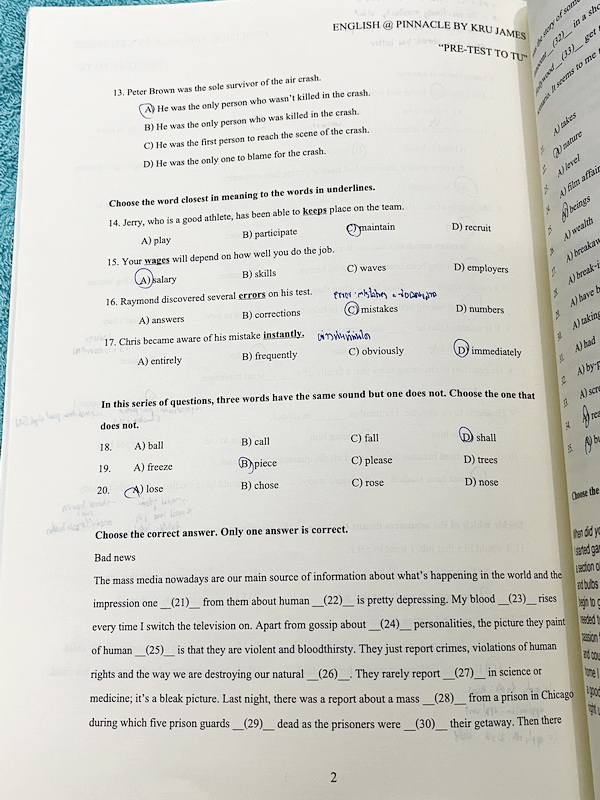 ENGLISH @ PINNACLE BY KRU JAMES
"PRE-TEST TO TU"
13. Peter Brown was the sole survivor of the air crash.
A) He was the only person who wasn't killed in the crash.
B) He was the only person who was killed in the crash.
C) He was the first person to reach the scene of the crash.
D) He was the only one to blame for the crash.
Choose the word closest in meaning to the words in underlines.
14. Jerry, who is a good athlete, has been able to keeps place on the team.
A) play B) participate C) maintain D) recruit
15. Your wages will depend on how well you do the job.
A) salary B) skills C) waves D) employers
16. Raymond discovered several errors on his test.
A) answers B) corrections C) mistakes D) numbers
17. Chris became aware of his mistake instantly.
A) entirely B) frequently C) obviously D) immediately
In this series of questions, three words have the same sound but one does not. Choose the one that
does not.
18. A) ball B) call C) fall D) shall
19. A) freeze B) piece C) please D) trees
20. A) lose B) chose C) rose D) nose
Choose the correct answer. Only one answer is correct.
Bad news
The mass media nowadays are our main source of information about what's happening in the world and the
impression one __(21)__ from them about human __(22)__ is pretty depressing. My blood __(23)__ rises
every time I switch the television on. Apart from gossip about __(24)__ personalities, the picture they paint
of human __(25)__ is that they are violent and bloodthirsty. They just report crimes, violations of human
rights and the way we are destroying our natural __(26)__. They rarely report __(27)__ in science or
medicine; it's a bleak picture. Last night, there was a report about a mass __(28)__ from a prison in Chicago
during which five prison guards __(29)__ dead as the prisoners were __(30)__ their getaway. Then there
2
A) takes
A) nature
A) level
A) film
A) beings
A) wealth
A) taking
A) had